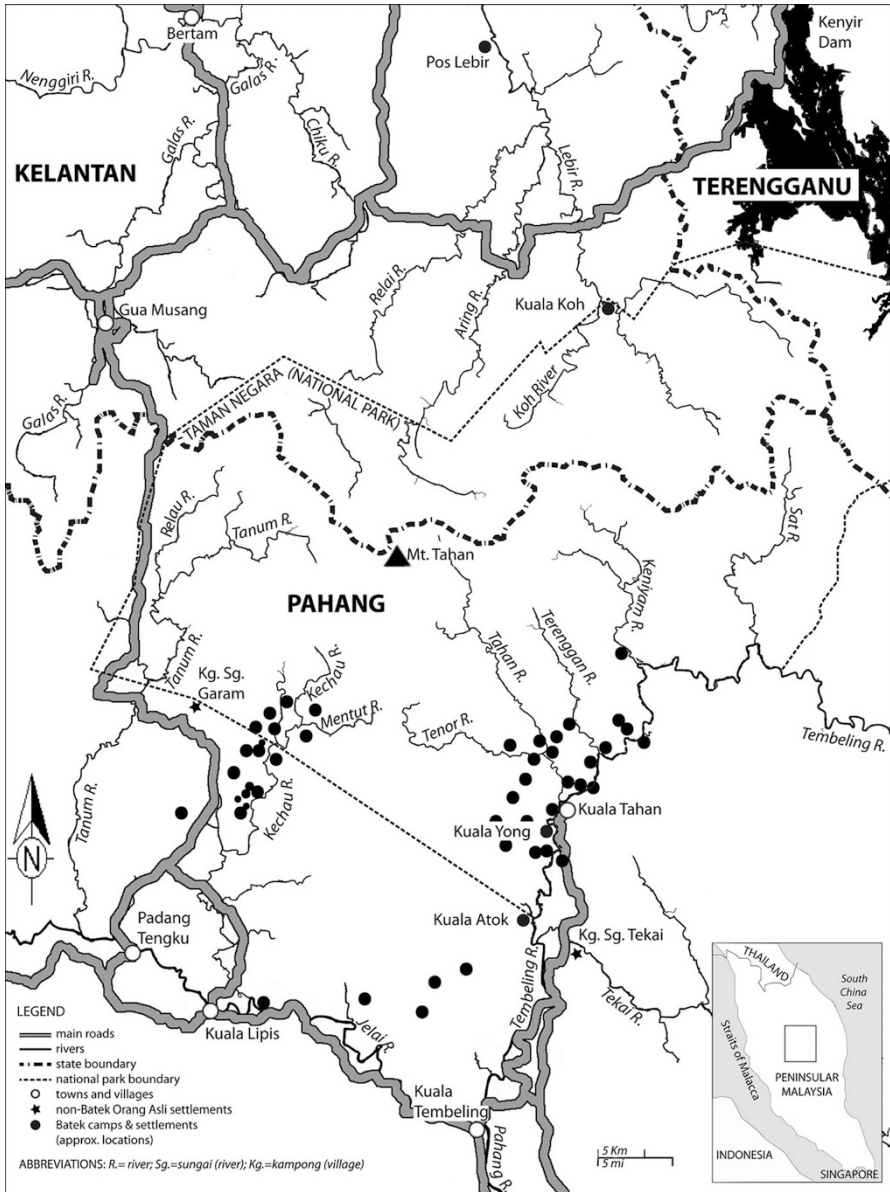 Bertam
Kenyir
Dam
Pos Lebir
Nenggiri R.
Galas R.
Galas R.
Chiku R.
Lebir R.
KELANTAN
TERENGGANU
Relai R.
Aring R.
Gua Musang
Kuala Koh
Koh River
TAMAN NEGARA (NATIONAL PARK)
Galas R.
Relau R.
Tanum R.
Mt. Tahan
Sat R.
Keniyam R.
PAHANG
Tahan R.
Terenggan R.
Tanum R.
Kg. Sg.
Garam
Kechau R.
Mentut R.
Tenor R.
Tembeling R.
Tanum R.
Kechau R.
Kuala Tahan
Kuala Yong
N
Kuala Atok
Kg. Sg. Tekai
Padang
Tengku
Tembeling R.
Tekai R.
Kuala Lipis
Jelai R.
Kuala
Tembeling
Pahang R.
LEGEND
main roads
rivers
state boundary
national park boundary
towns and villages
non-Batek Orang Asli settlements
Batek camps & settlements
(approx. locations)
ABBREVIATIONS: R.= river; Sg.=sungai (river); Kg.=kampong (village)
5 Km
5 mi
THAILAND
South
China
Sea
Straits of Malacca
PENINSULAR
MALAYSIA
INDONESIA
SINGAPORE